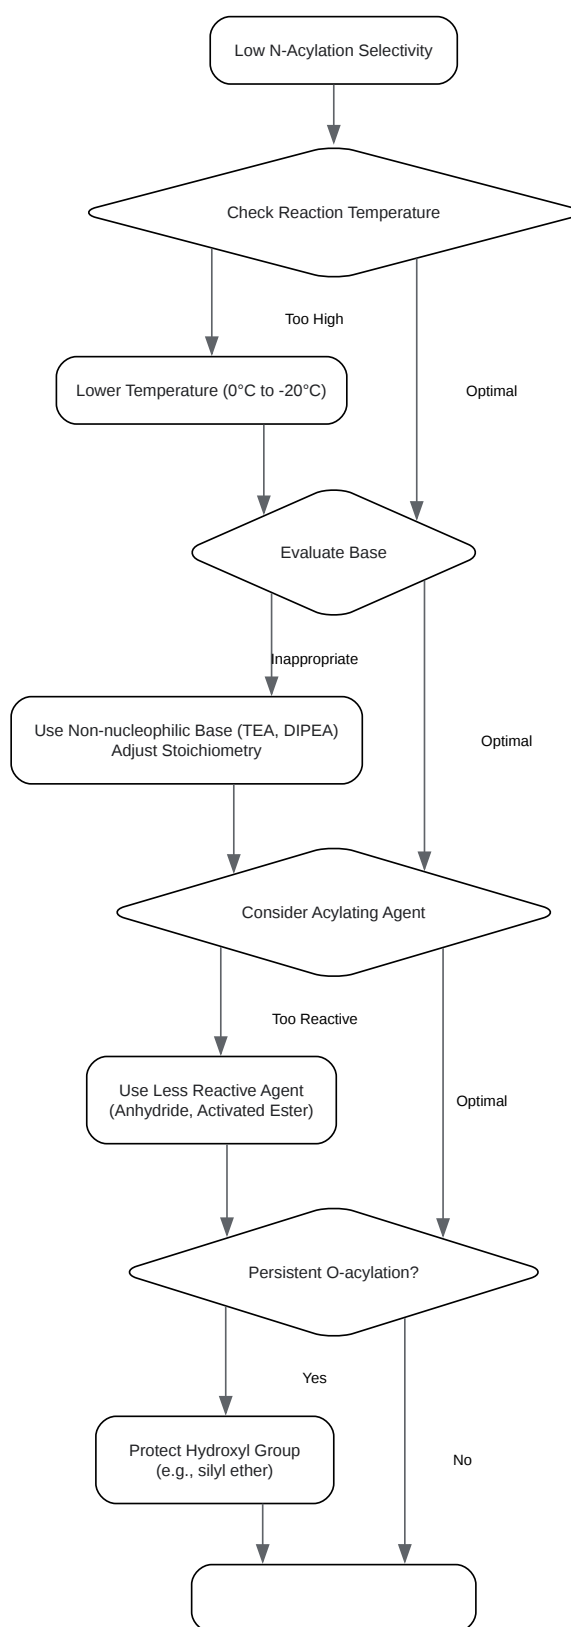 Low N-Acylation Selectivity
Check Reaction Temperature
Too High
Lower Temperature (0°C to -20°C)
Optimal
Evaluate Base
Inappropriate
Use Non-nucleophilic Base (TEA, DIPEA)
Adjust Stoichiometry
Optimal
Consider Acylating Agent
Too Reactive
Use Less Reactive Agent
(Anhydride, Activated Ester)
Optimal
Persistent O-acylation?
Yes
Protect Hydroxyl Group
(e.g., silyl ether)
No